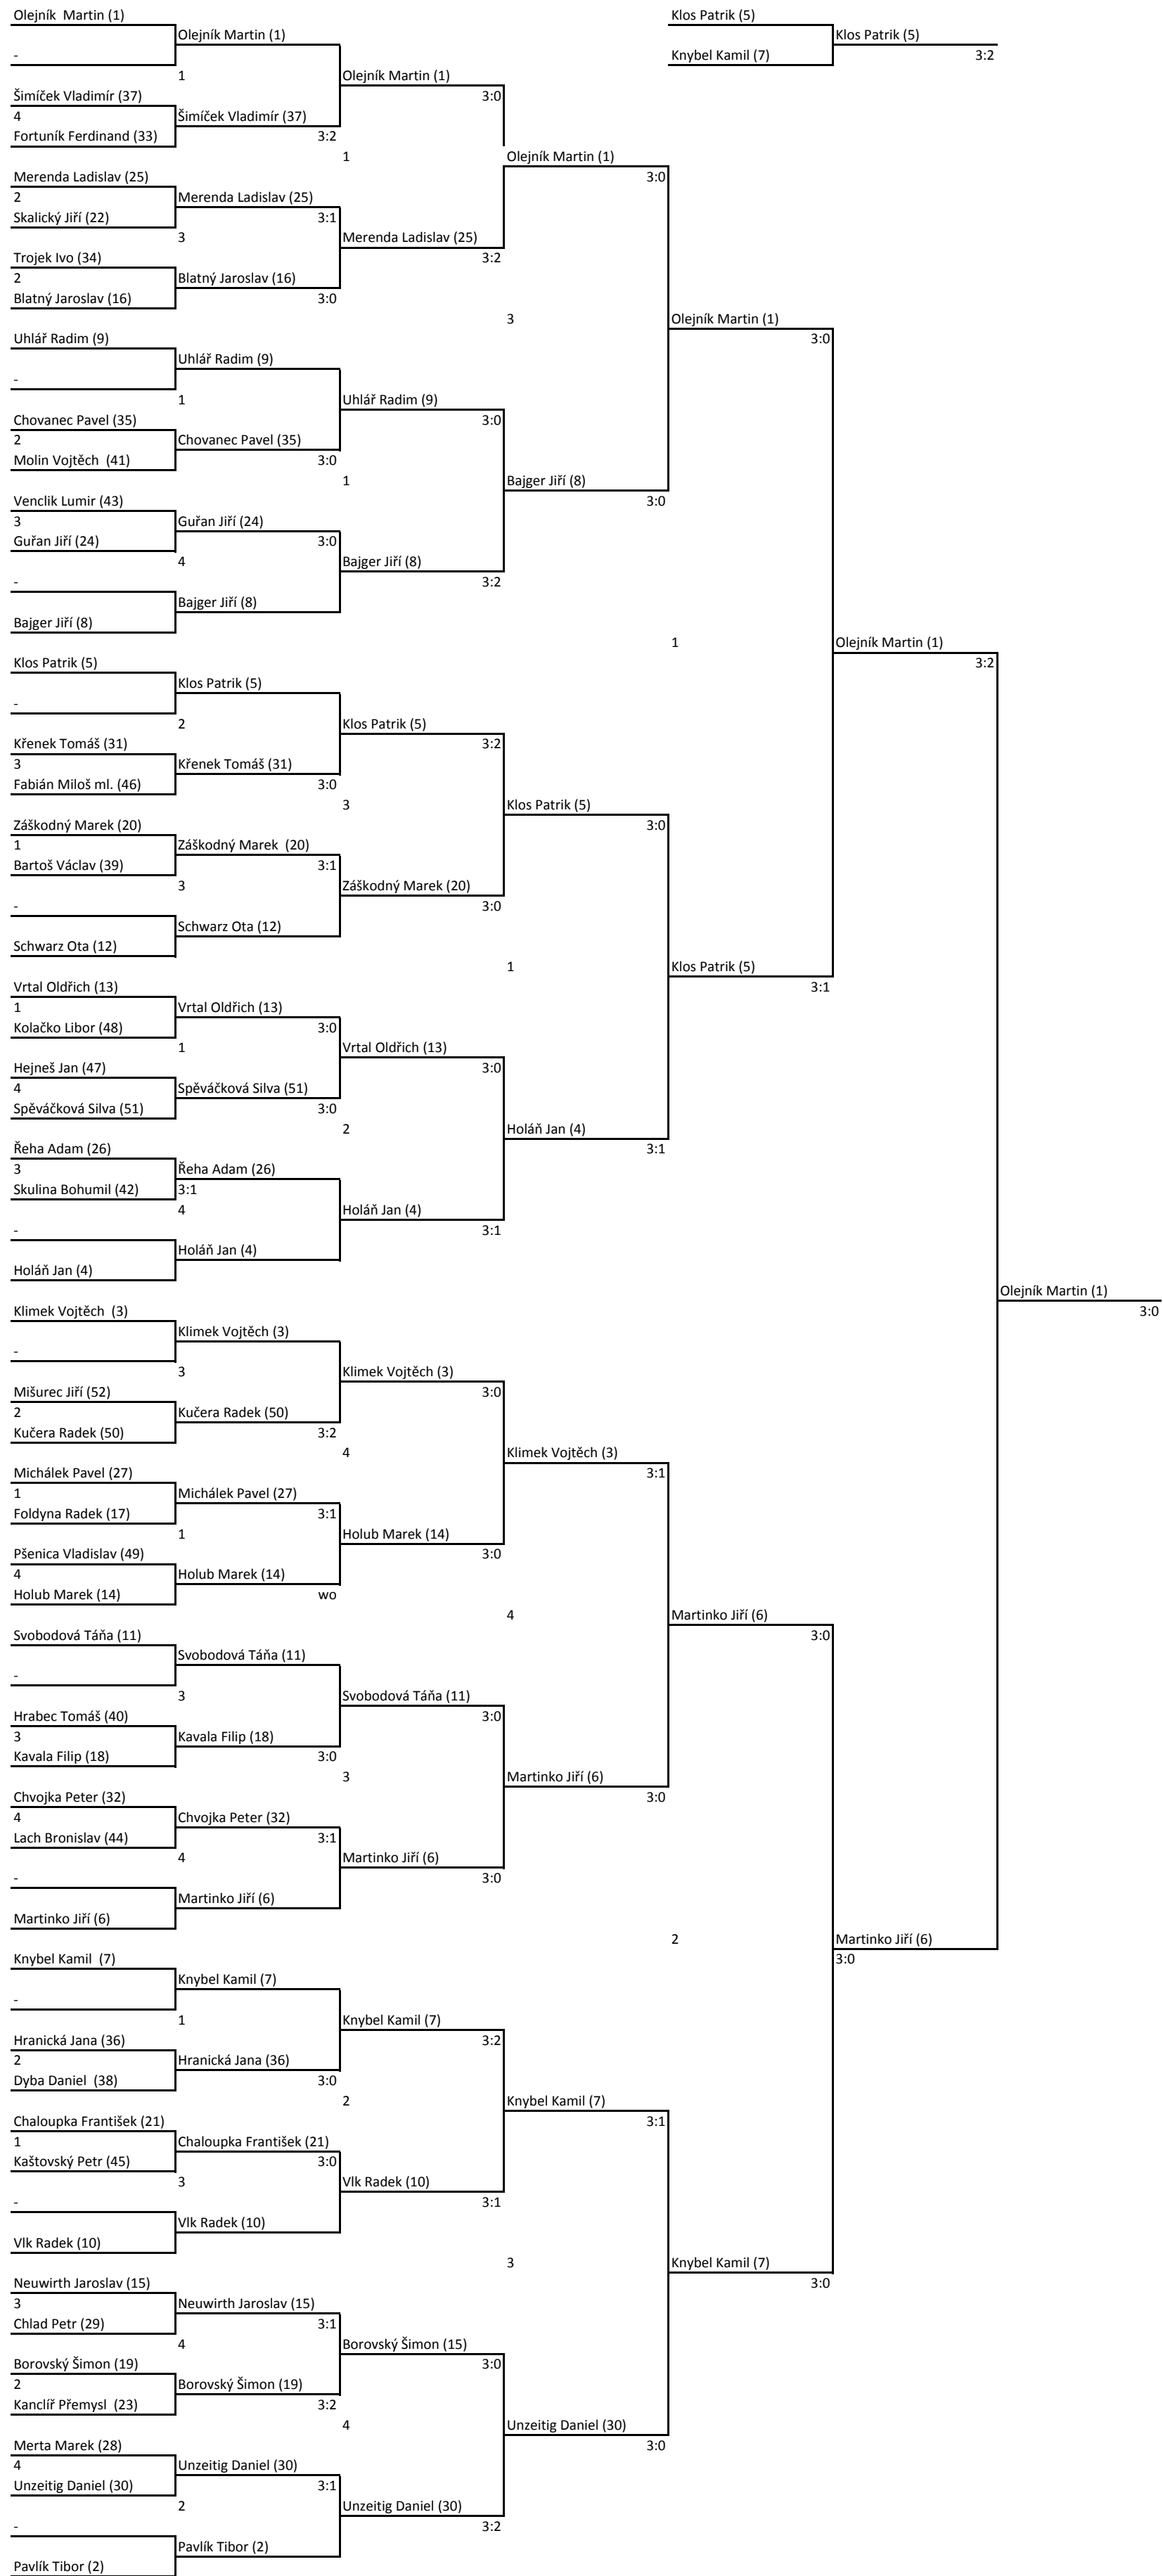 Olejník  Martin (1)
Klos Patrik (5)
Olejník Martin (1)
Klos Patrik (5)
-
Knybel Kamil (7)
3:2
1
Olejník Martin (1)
Šimíček Vladimír (37)
3:0
4
Šimíček Vladimír (37)
Fortuník Ferdinand (33)
3:2
1
Olejník Martin (1)
Merenda Ladislav (25)
3:0
2
Merenda Ladislav (25)
Skalický Jiří (22)
3:1
3
Merenda Ladislav (25)
Trojek Ivo (34)
3:2
2
Blatný Jaroslav (16)
Blatný Jaroslav (16)
3:0
3
Olejník Martin (1)
Uhlář Radim (9)
3:0
Uhlář Radim (9)
-
1
Uhlář Radim (9)
Chovanec Pavel (35)
3:0
2
Chovanec Pavel (35)
Molin Vojtěch  (41)
3:0
1
Bajger Jiří (8)
Venclik Lumir (43)
3:0
3
Guřan Jiří (24)
Guřan Jiří (24)
3:0
4
Bajger Jiří (8)
-
3:2
Bajger Jiří (8)
Bajger Jiří (8)
1
Olejník Martin (1)
Klos Patrik (5)
3:2
Klos Patrik (5)
-
2
Klos Patrik (5)
Křenek Tomáš (31)
3:2
3
Křenek Tomáš (31)
Fabián Miloš ml. (46)
3:0
3
Klos Patrik (5)
Záškodný Marek (20)
3:0
1
Záškodný Marek  (20)
Bartoš Václav (39)
3:1
3
Záškodný Marek (20)
-
3:0
Schwarz Ota (12)
Schwarz Ota (12)
1
Klos Patrik (5)
Vrtal Oldřich (13)
3:1
1
Vrtal Oldřich (13)
Kolačko Libor (48)
3:0
1
Vrtal Oldřich (13)
Hejneš Jan (47)
3:0
4
Spěváčková Silva (51)
Spěváčková Silva (51)
3:0
2
Holáň Jan (4)
Řeha Adam (26)
3:1
3
Řeha Adam (26)
Skulina Bohumil (42)
3:1
4
Holáň Jan (4)
-
3:1
Holáň Jan (4)
Holáň Jan (4)
Olejník Martin (1)
Klimek Vojtěch  (3)
3:0
Klimek Vojtěch (3)
-
3
Klimek Vojtěch (3)
Mišurec Jiří (52)
3:0
2
Kučera Radek (50)
Kučera Radek (50)
3:2
4
Klimek Vojtěch (3)
Michálek Pavel (27)
3:1
1
Michálek Pavel (27)
Foldyna Radek (17)
3:1
1
Holub Marek (14)
Pšenica Vladislav (49)
3:0
4
Holub Marek (14)
Holub Marek (14)
wo
4
Martinko Jiří (6)
Svobodová Táňa (11)
3:0
Svobodová Táňa (11)
-
3
Svobodová Táňa (11)
Hrabec Tomáš (40)
3:0
3
Kavala Filip (18)
Kavala Filip (18)
3:0
3
Martinko Jiří (6)
Chvojka Peter (32)
3:0
4
Chvojka Peter (32)
Lach Bronislav (44)
3:1
4
Martinko Jiří (6)
-
3:0
Martinko Jiří (6)
Martinko Jiří (6)
2
Martinko Jiří (6)
Knybel Kamil  (7)
3:0
Knybel Kamil (7)
-
1
Knybel Kamil (7)
Hranická Jana (36)
3:2
2
Hranická Jana (36)
Dyba Daniel  (38)
3:0
2
Knybel Kamil (7)
Chaloupka František (21)
3:1
1
Chaloupka František (21)
Kaštovský Petr (45)
3:0
3
Vlk Radek (10)
-
3:1
Vlk Radek (10)
Vlk Radek (10)
3
Knybel Kamil (7)
Neuwirth Jaroslav (15)
3:0
3
Neuwirth Jaroslav (15)
Chlad Petr (29)
3:1
4
Borovský Šimon (15)
Borovský Šimon (19)
3:0
2
Borovský Šimon (19)
Kanclíř Přemysl  (23)
3:2
4
Unzeitig Daniel (30)
Merta Marek (28)
3:0
4
Unzeitig Daniel (30)
Unzeitig Daniel (30)
3:1
2
Unzeitig Daniel (30)
-
3:2
Pavlík Tibor (2)
Pavlík Tibor (2)